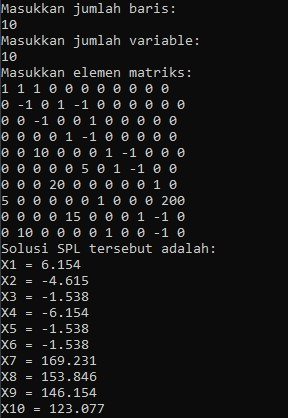 Masukkan jumlah baris:
10
Masukkan jumlah variable:
10
Masukkan elemen matriks:
1 1 1 0 0 0 0 0 0 0 0
0 -1 0 1 -1 0 0 0 0 0 0
0 0 -1 0 0 1 0 0 0 0 0
0 0 0 0 1 -1 0 0 0 0 0
0 0 10 0 0 0 1 -1 0 0 0
0 0 0 0 0 5 0 1 -1 0 0
0 0 0 20 0 0 0 0 0 1 0
5 0 0 0 0 0 1 0 0 0 200
0 0 0 0 15 0 0 0 1 -1 0
0 10 0 0 0 0 1 0 0 -1 0
Solusi SPL tersebut adalah:
X1 = 6.154
X2 = -4.615
X3 = -1.538
X4 = -6.154
X5 = -1.538
X6 = -1.538
X7 = 169.231
X8 = 153.846
X9 = 146.154
X10 = 123.077